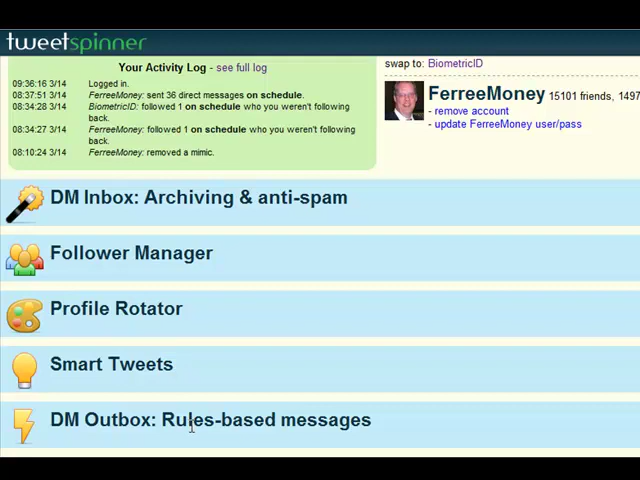 tweetspinner
Your Activity Log - see full log
09:36:16 3/14 Logged in.
08:37:51 3/14 FerreeMoney: sent 36 direct messages on schedule.
08:34:28 3/14 BiometricID: followed 1 on schedule who you weren't following
back.
08:34:27 3/14 FerreeMoney: followed 1 on schedule who you weren't following
back.
08:10:24 3/14 FerreeMoney: removed a mimic.
swap to: BiometricID
FerreeMoney 15101 friends, 1497
- remove account
- update FerreeMoney user/pass
DM Inbox: Archiving & anti-spam
Follower Manager
Profile Rotator
Smart Tweets
DM Outbox: Rules-based messages